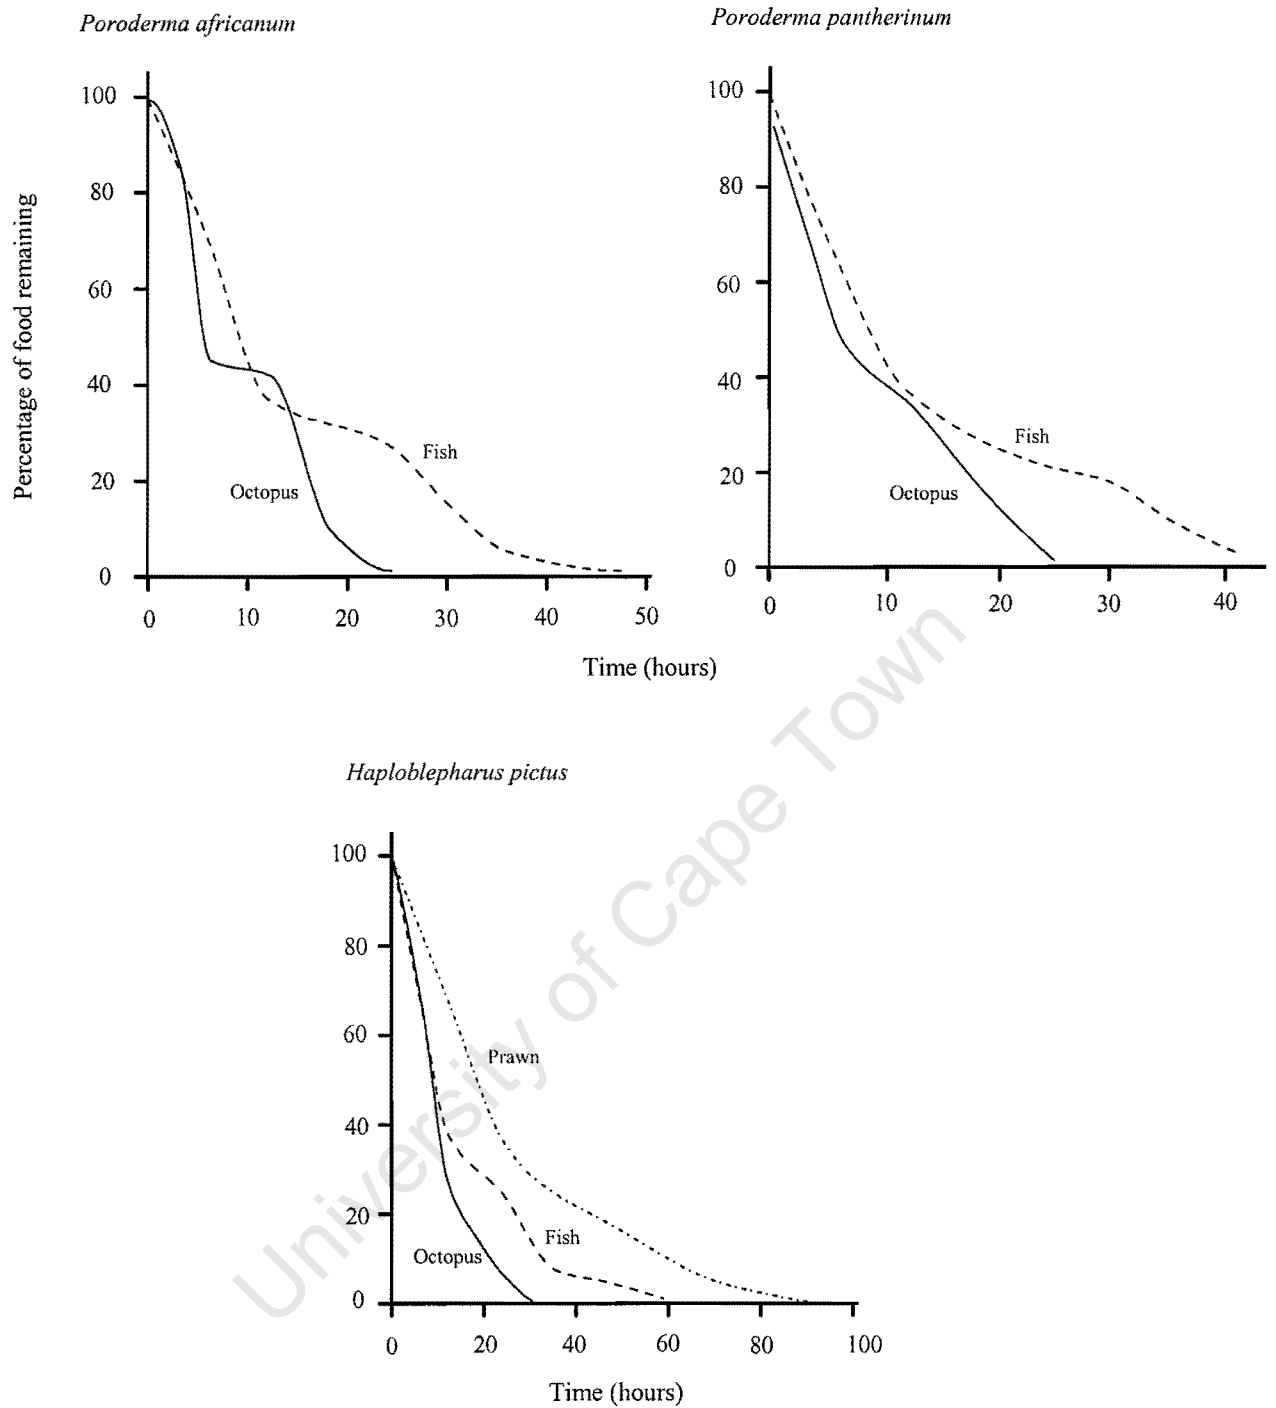 Poroderma africanum
Poroderma pantherinum
Percentage of food remaining
100
80
60
40
20
0
Fish
Octopus
0 10 20 30 40 50
100
80
60
40
20
0
Fish
Octopus
0 10 20 30 40
Time (hours)
Haploblepharus pictus
100
80
60
40
20
0
Prawn
Fish
Octopus
0 20 40 60 80 100
Time (hours)
University of Cape Town